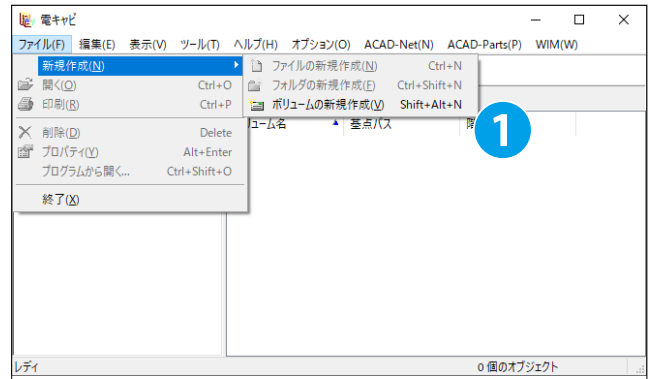 電キャビ
ファイル(F) 編集(E) 表示(V) ツール(T) ヘルプ(H) オプション(O) ACAD-Net(N) ACAD-Parts(P) WIM(W)
新規作成(N)
開く(O) Ctrl+O
印刷(R) Ctrl+P
削除(D) Delete
プロパティ(Y) Alt+Enter
プログラムから開く... Ctrl+Shift+O
終了(X)
ファイルの新規作成(N) Ctrl+N
フォルダの新規作成(F) Ctrl+Shift+N
ボリュームの新規作成(V) Shift+Alt+N
リューム名 基点パス
1
レディ 0 個のオブジェクト